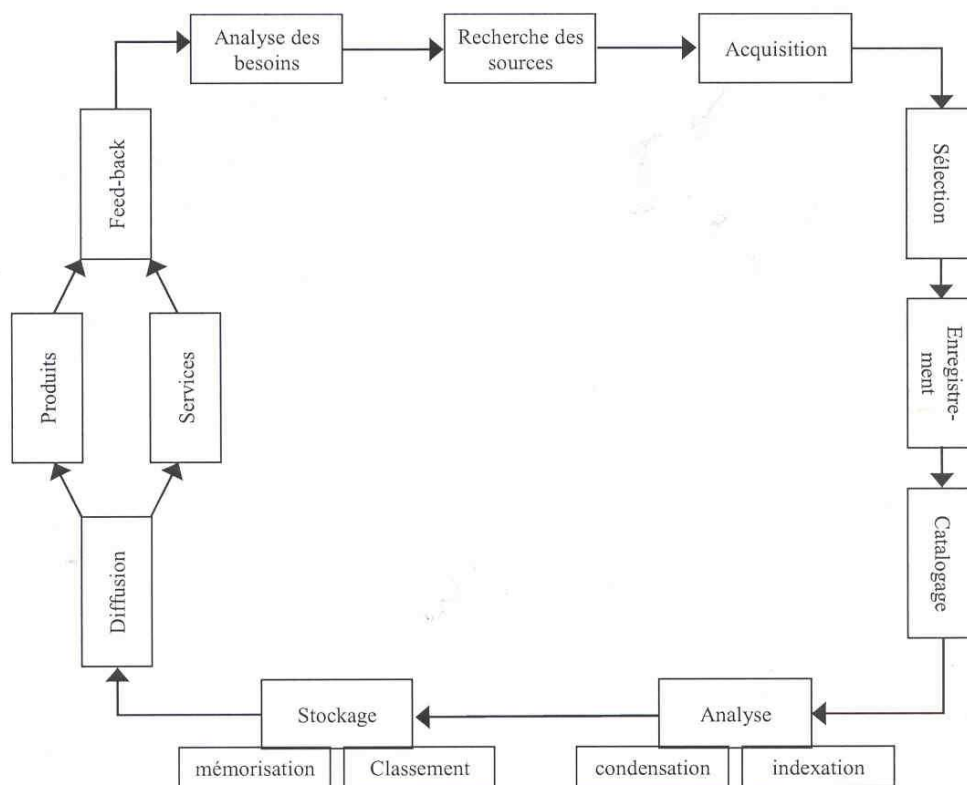 Analyse des
besoins
Recherche des
sources
Acquisition
Sélection
Enregistre-
ment
Catalogage
Analyse
condensation
indexation
Stockage
mémorisation
Classement
Diffusion
Produits
Services
Feed-back